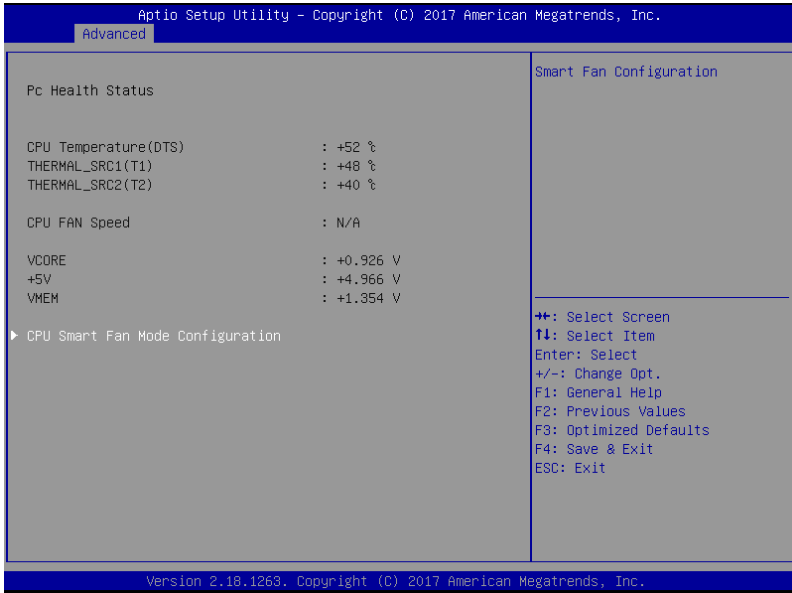 Aptio Setup Utility – Copyright (C) 2017 American Megatrends, Inc.
Advanced
Pc Health Status
CPU Temperature(DTS) : +52 ℃
THERMAL_SRC1(T1) : +48 ℃
THERMAL_SRC2(T2) : +40 ℃
CPU FAN Speed : N/A
VCORE : +0.926 V
+5V : +4.966 V
VMEM : +1.354 V
▶ CPU Smart Fan Mode Configuration
Smart Fan Configuration
→←: Select Screen
↑↓: Select Item
Enter: Select
+/-: Change Opt.
F1: General Help
F2: Previous Values
F3: Optimized Defaults
F4: Save & Exit
ESC: Exit
Version 2.18.1263. Copyright (C) 2017 American Megatrends, Inc.